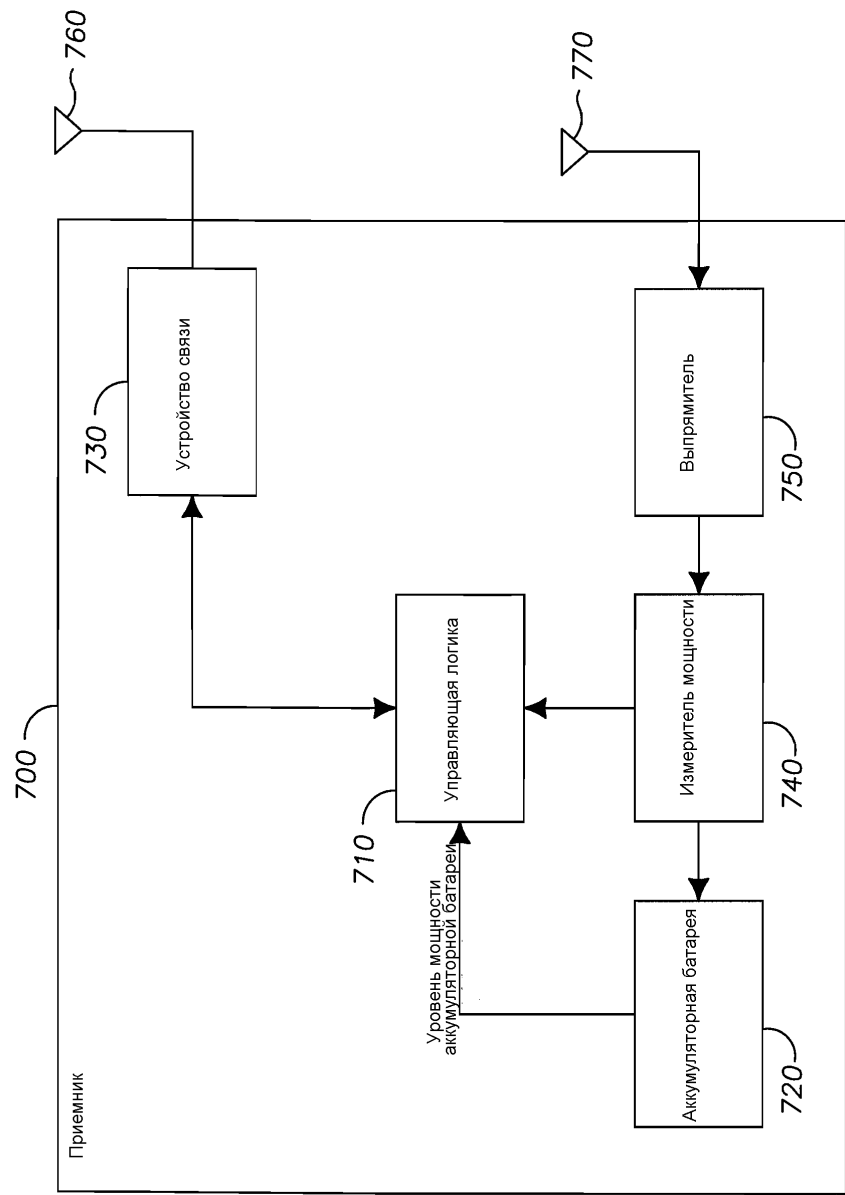 Приемник
700
760
730
Устройство связи
710
Управляющая логика
Уровень мощности
аккумуляторной батареи
770
Выпрямитель
750
Измеритель мощности
740
Аккумуляторная батарея
720